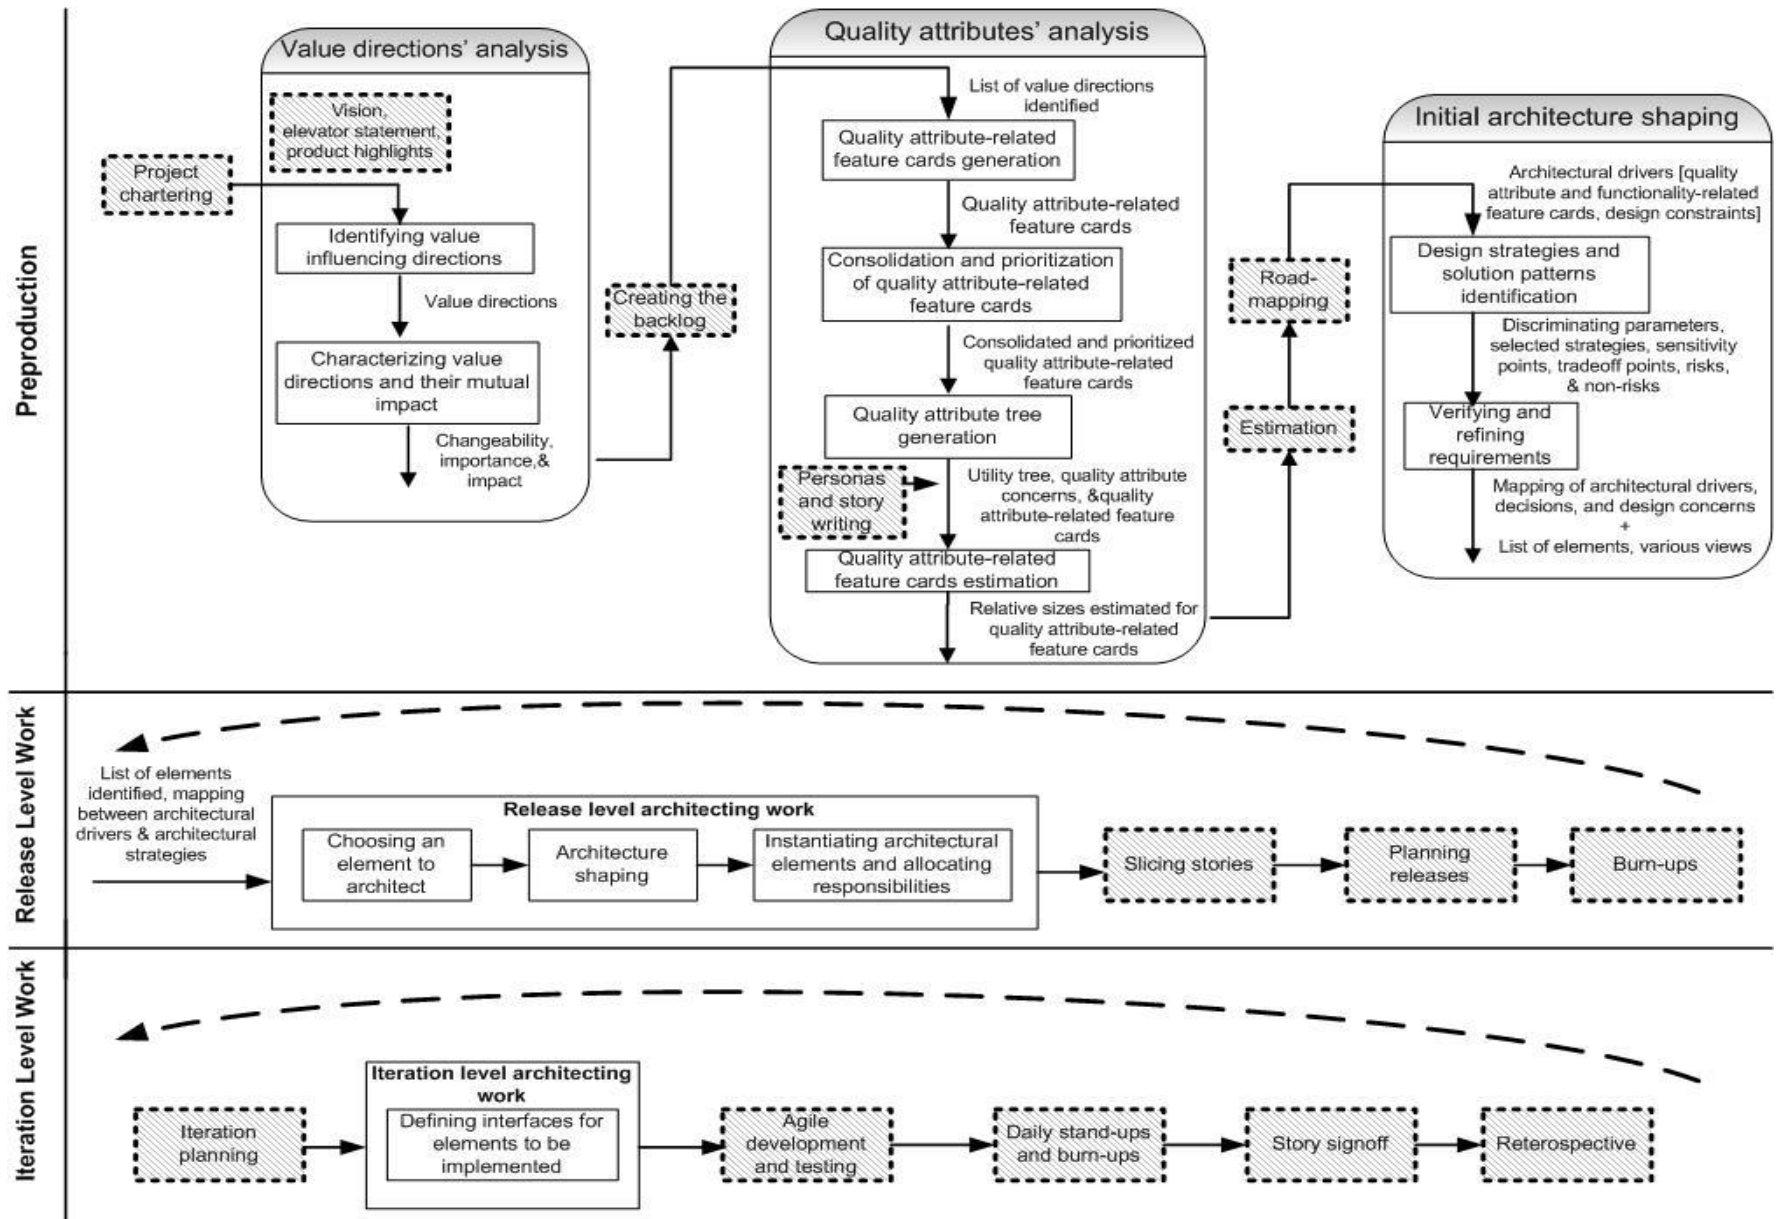 Preproduction
Value directions' analysis
Vision,
elevator statement,
product highlights
Project
chartering
Identifying value
influencing directions
Value directions
Characterizing value
directions and their mutual
impact
Changeability,
importance,&
impact
Creating the
backlog
Quality attributes' analysis
List of value directions
identified
Quality attribute-related
feature cards generation
Quality attribute-related
feature cards
Consolidation and prioritization
of quality attribute-related
feature cards
Consolidated and prioritized
quality attribute-related
feature cards
Quality attribute tree
generation
Personas
and story
writing
Utility tree, quality attribute
concerns, &quality
attribute-related feature
cards
Quality attribute-related
feature cards estimation
Relative sizes estimated for
quality attribute-related
feature cards
Road-
mapping
Estimation
Initial architecture shaping
Architectural drivers [quality
attribute and functionality-related
feature cards, design constraints]
Design strategies and
solution patterns
identification
Discriminating parameters,
selected strategies, sensitivity
points, tradeoff points, risks,
& non-risks
Verifying and
refining
requirements
Mapping of architectural drivers,
decisions, and design concerns
+
List of elements, various views
Release Level Work
List of elements
identified, mapping
between architectural
drivers & architectural
strategies
Release level architecting work
Choosing an
element to
architect
Architecture
shaping
Instantiating architectural
elements and allocating
responsibilities
Slicing stories
Planning
releases
Burn-ups
Iteration Level Work
Iteration
planning
Iteration level architecting
work
Defining interfaces for
elements to be
implemented
Agile
development
and testing
Daily stand-ups
and burn-ups
Story signoff
Reterospective